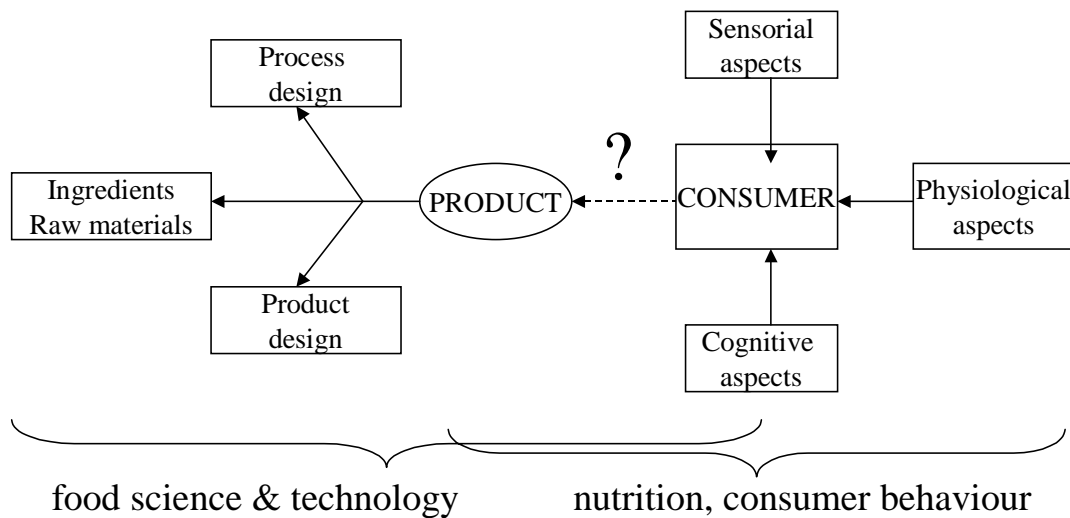 Sensorial
aspects
Process
design
?
Ingredients
Raw materials
PRODUCT
CONSUMER
Physiological
aspects
Product
design
Cognitive
aspects
food science & technology
nutrition, consumer behaviour